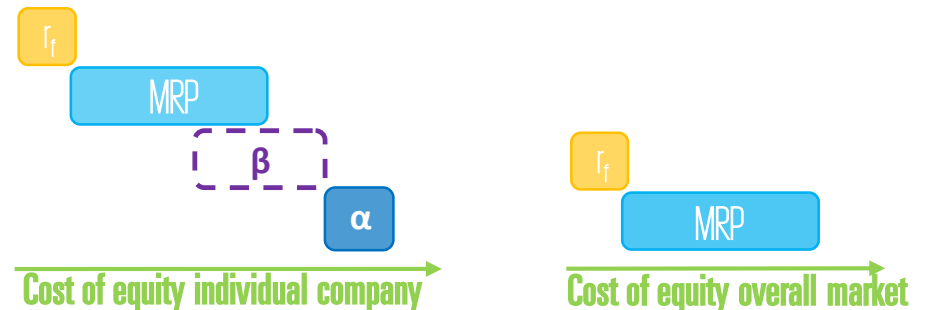 rf
MRP
β
α
Cost of equity individual company
rf
MRP
Cost of equity overall market